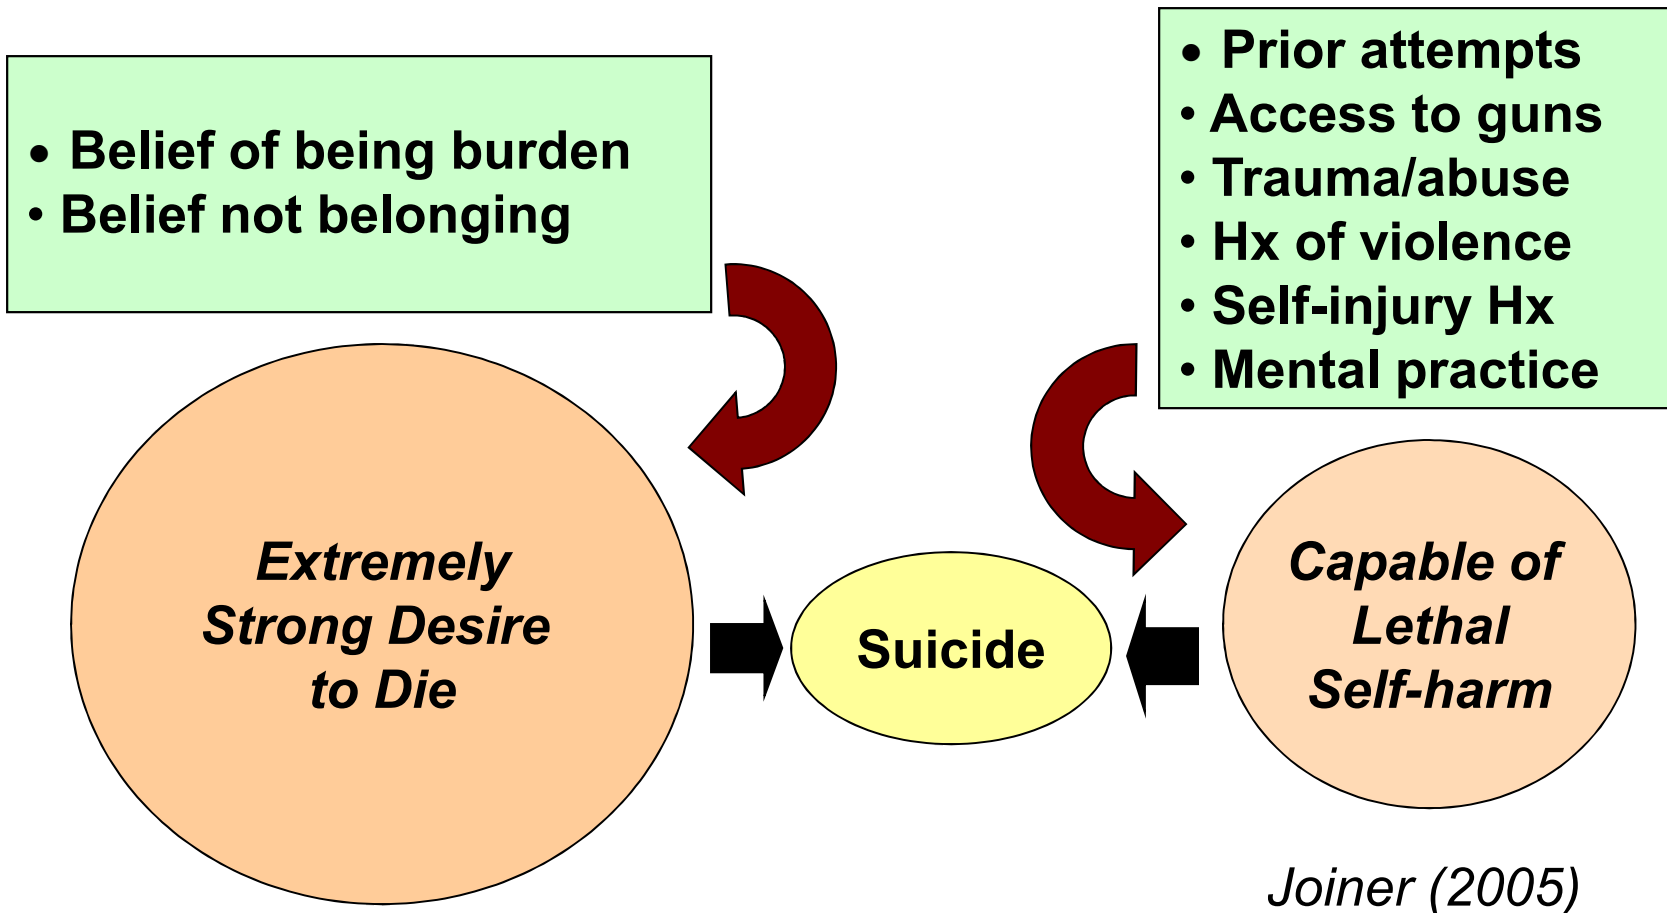 • Belief of being burden
• Belief not belonging
• Prior attempts
• Access to guns
• Trauma/abuse
• Hx of violence
• Self-injury Hx
• Mental practice
Extremely
Strong Desire
to Die
Suicide
Capable of
Lethal
Self-harm
Joiner (2005)